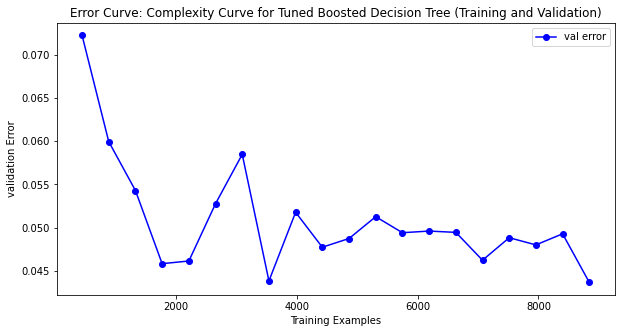 Error Curve: Complexity Curve for Tuned Boosted Decision Tree (Training and Validation)
val error
0.070
0.065
0.060
0.055
0.050
0.045
validation Error
2000 4000 6000 8000
Training Examples